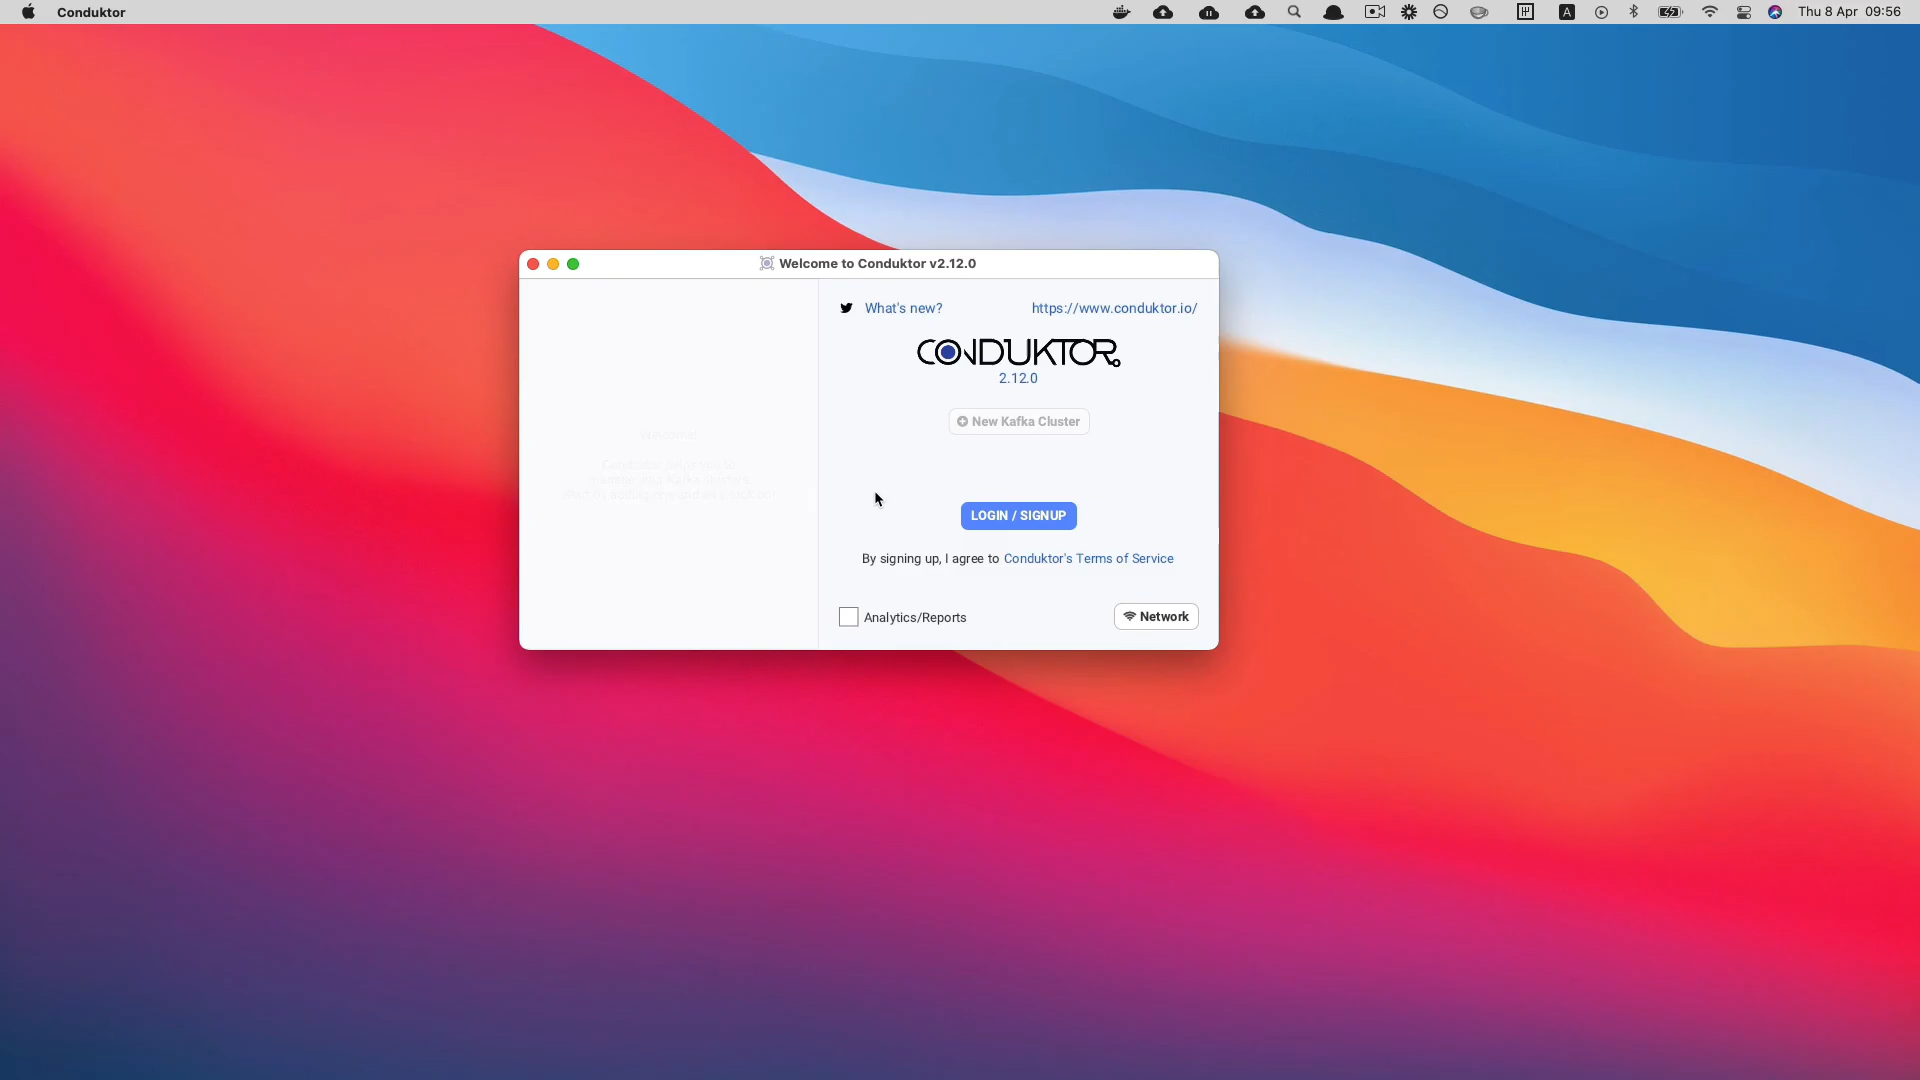 Conduktor
A
Thu 8 Apr 09:56
Welcome to Conduktor v2.12.0
What's new?
https://www.conduktor.io/
CONDUKTOR
2.12.0
New Kafka Cluster
Welcome!
LOGIN / SIGNUP
By signing up, I agree to Conduktor's Terms of Service
Analytics/Reports
Network